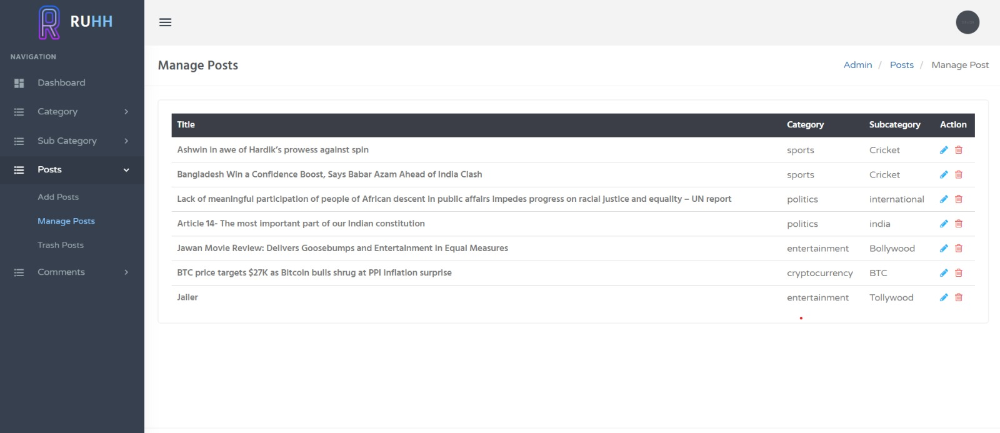 RUHH
NAVIGATION
Dashboard
Category
Sub Category
Posts
Add Posts
Manage Posts
Trash Posts
Comments
Manage Posts
Admin / Posts / Manage Post
Title Category Subcategory Action
Ashwin in awe of Hardik’s prowess against spin sports Cricket
Bangladesh Win a Confidence Boost, Says Babar Azam Ahead of India Clash sports Cricket
Lack of meaningful participation of people of African descent in public affairs impedes progress on racial justice and equality – UN report politics international
Article 14- The most important part of our Indian constitution politics india
Jawan Movie Review: Delivers Goosebumps and Entertainment in Equal Measures entertainment Bollywood
BTC price targets $27K as Bitcoin bulls shrug at PPI inflation surprise cryptocurrency BTC
Jailer entertainment Tollywood